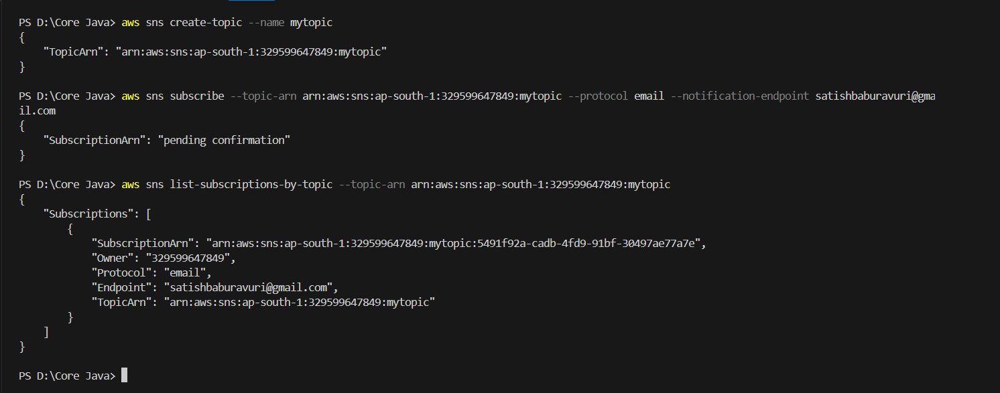 PS D:\Core Java> aws sns create-topic --name mytopic
{
    "TopicArn": "arn:aws:sns:ap-south-1:329599647849:mytopic"
}
PS D:\Core Java> aws sns subscribe --topic-arn arn:aws:sns:ap-south-1:329599647849:mytopic --protocol email --notification-endpoint satishbaburavuri@gma
il.com
{
    "SubscriptionArn": "pending confirmation"
}
PS D:\Core Java> aws sns list-subscriptions-by-topic --topic-arn arn:aws:sns:ap-south-1:329599647849:mytopic
{
    "Subscriptions": [
        {
            "SubscriptionArn": "arn:aws:sns:ap-south-1:329599647849:mytopic:5491f92a-cadb-4fd9-91bf-30497ae77a7e",
            "Owner": "329599647849",
            "Protocol": "email",
            "Endpoint": "satishbaburavuri@gmail.com",
            "TopicArn": "arn:aws:sns:ap-south-1:329599647849:mytopic"
        }
    ]
}
PS D:\Core Java>